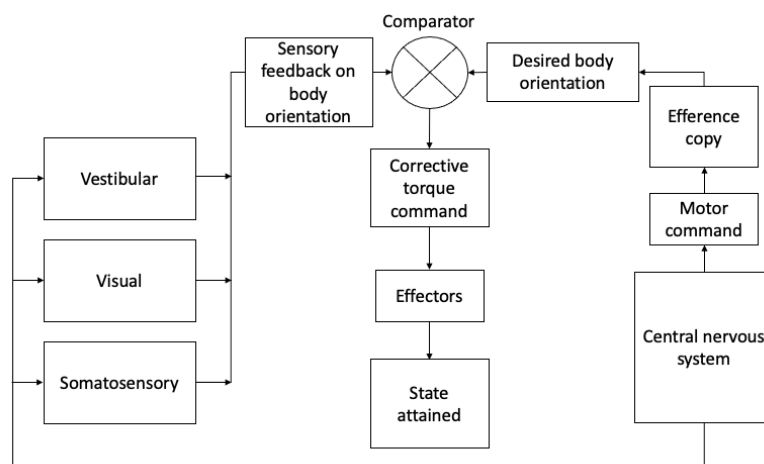 Comparator
Sensory
feedback on
body
orientation
Desired body
orientation
Efference
copy
Vestibular
Corrective
torque
command
Motor
command
Visual
Effectors
Central nervous
system
Somatosensory
State
attained